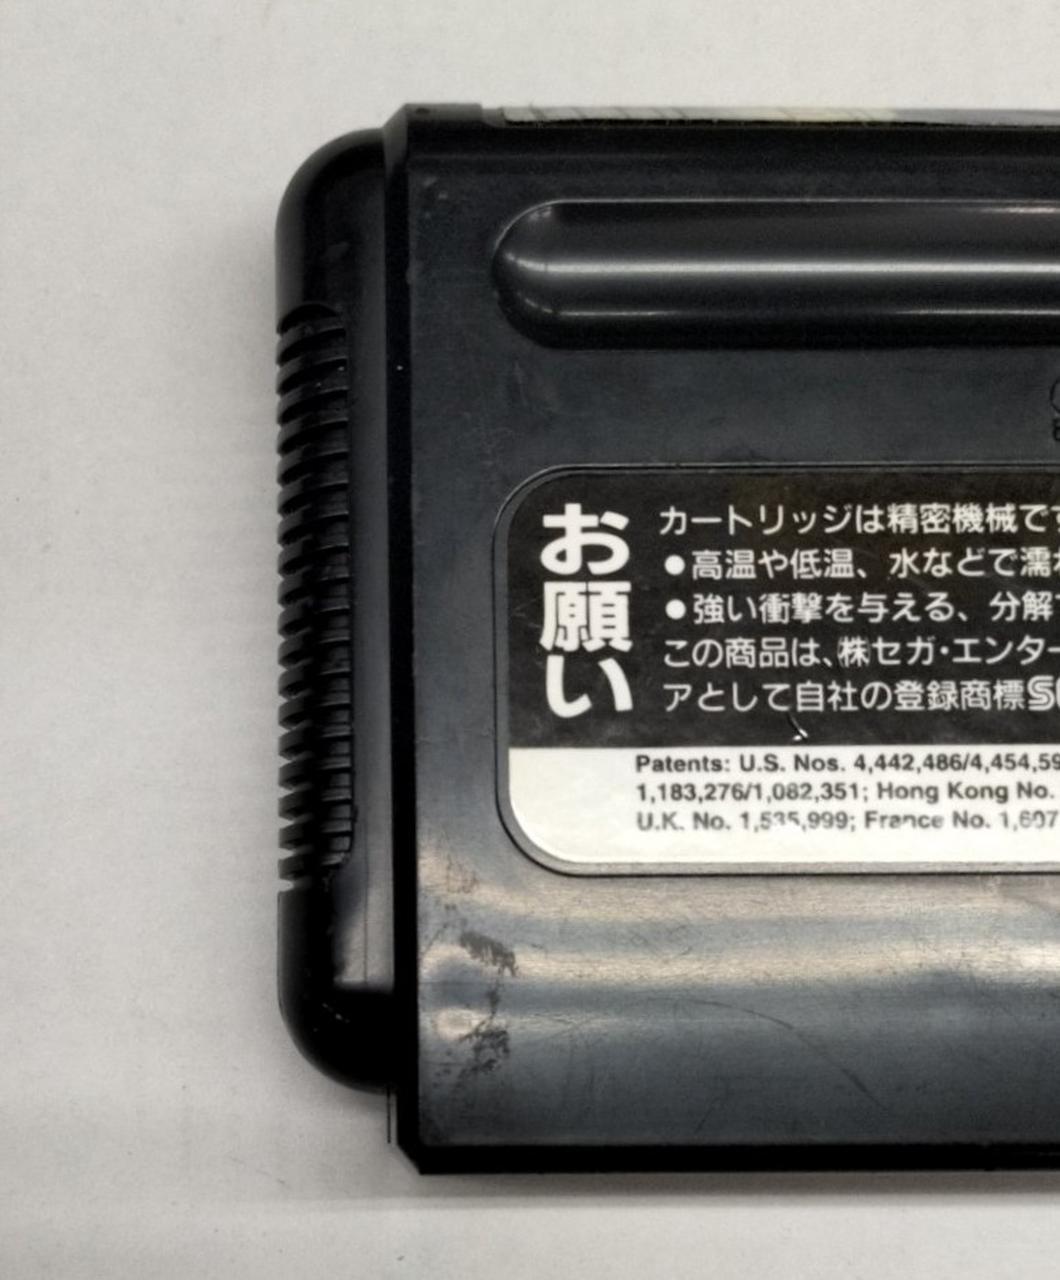 お願い
カートリッジは精密機械で
●高温や低温、水などで濡
●強い衝撃を与える、分解
この商品は、㈱セガ・エンター
アとして自社の登録商標S
Patents: U.S. Nos. 4,442,486/4,454,59
1,183,276/1,082,351; Hong Kong No.
U.K. No. 1,535,999; France No. 1,607